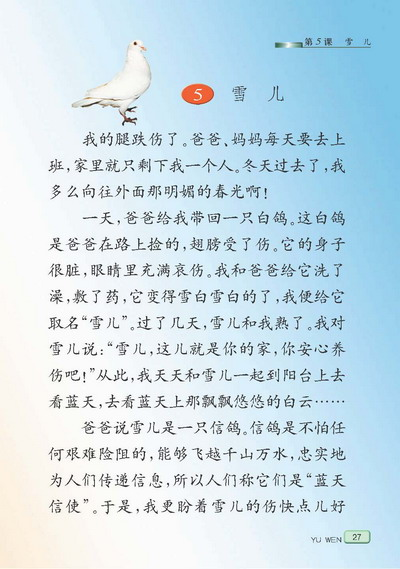 第5课 雪 儿
5 雪 儿
我的腿跌伤了。爸爸、妈妈每天要去上
班，家里就只剩下我一个人。冬天过去了，我
多么向往外面那明媚的春光啊！
一天，爸爸给我带回一只白鸽。这白鸽
是爸爸在路上捡的，翅膀受了伤。它的身子
很脏，眼睛里充满哀伤。我和爸爸给它洗了
澡，敷了药，它变得雪白雪白的了，我便给它
取名“雪儿”。过了几天，雪儿和我熟了。我对
雪儿说：“雪儿，这儿就是你的家，你安心养
伤吧！”从此，我天天和雪儿一起到阳台上去
看蓝天，去看蓝天上那飘飘悠悠的白云……
爸爸说雪儿是一只信鸽。信鸽是不怕任
何艰难险阻的，能够飞越千山万水，忠实地
为人们传递信息，所以人们称它们是“蓝天
信使”。于是，我更盼着雪儿的伤快点儿好
YU WEN 27